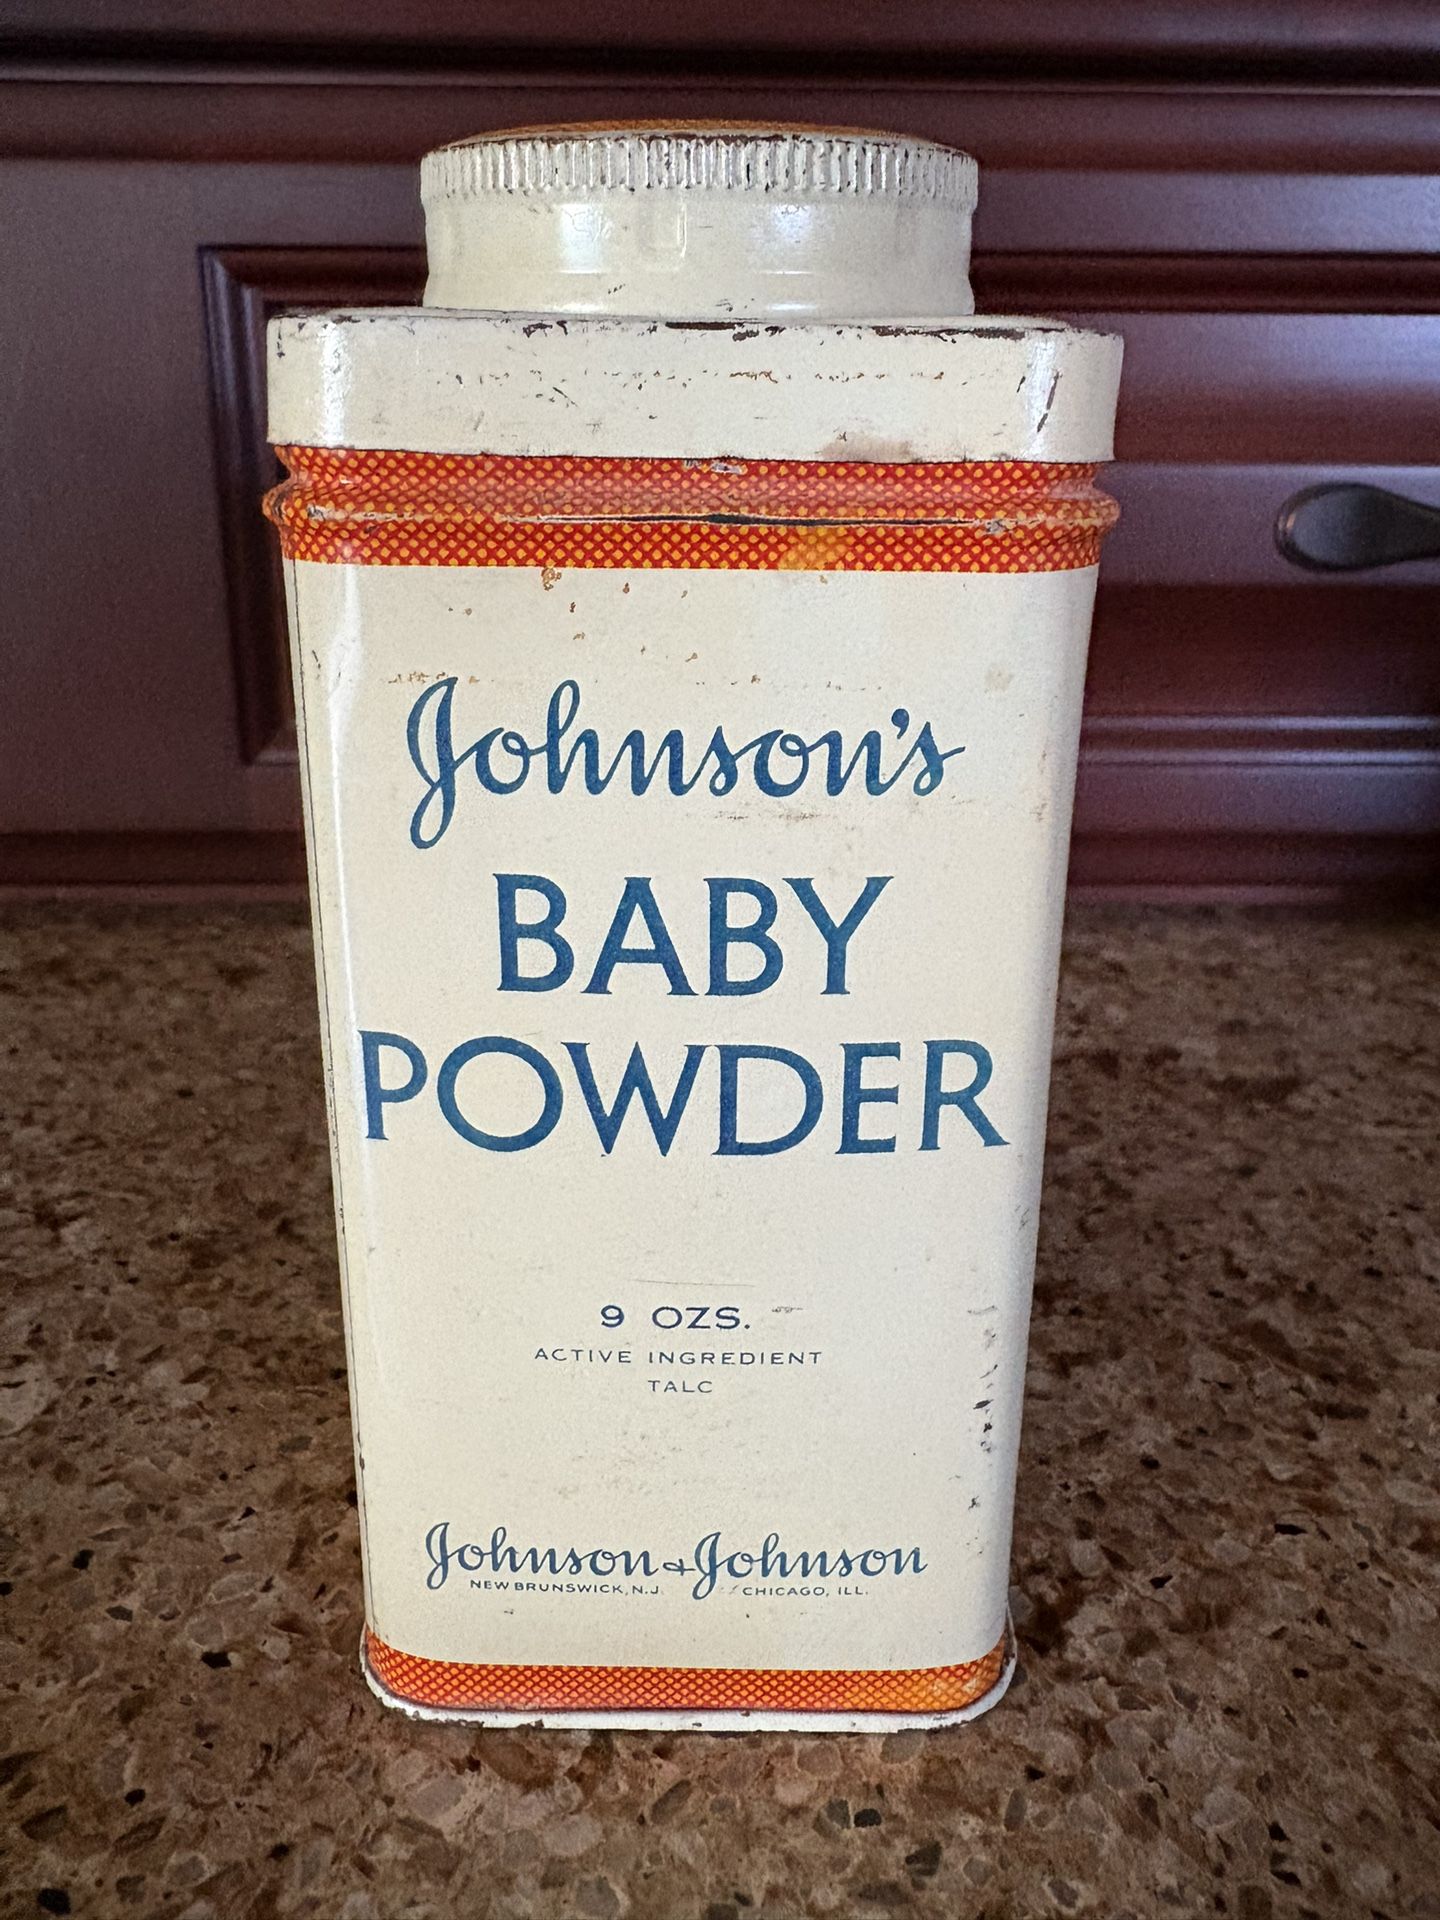 Johnson's
BABY
POWDER
9 OZS.
ACTIVE INGREDIENT
TALC
Johnson & Johnson
NEW BRUNSWICK, N.J. CHICAGO, ILL.